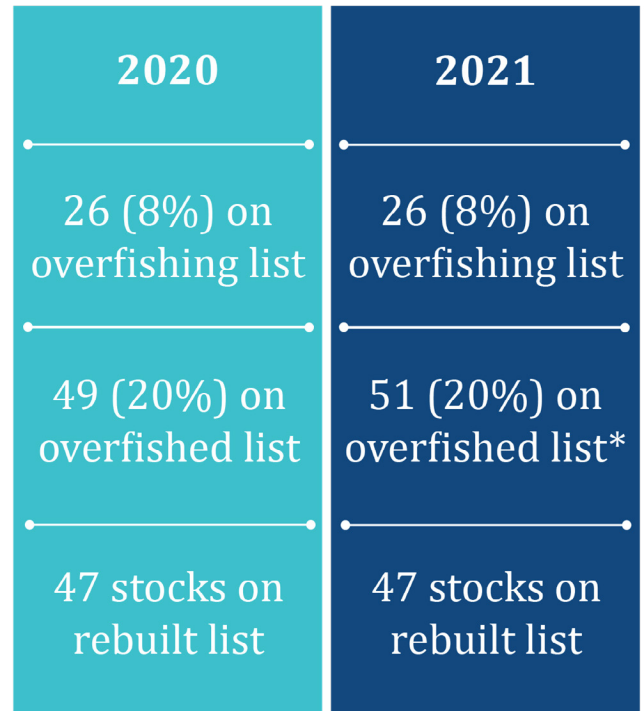 2020
26 (8%) on
overfishing list
49 (20%) on
overfished list
47 stocks on
rebuilt list
2021
26 (8%) on
overfishing list
51 (20%) on
overfished list*
47 stocks on
rebuilt list